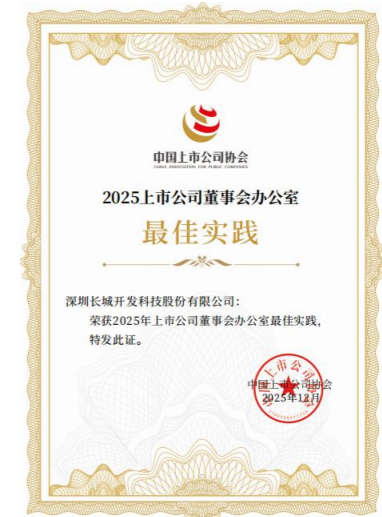 中国上市公司协会
CHINA ASSOCIATION FOR PUBLIC COMPANIES
2025上市公司董事会办公室
最佳实践
深圳长城开发科技股份有限公司：
荣获2025年上市公司董事会办公室最佳实践，
特发此证。
中国上市公司协会
2025年12月